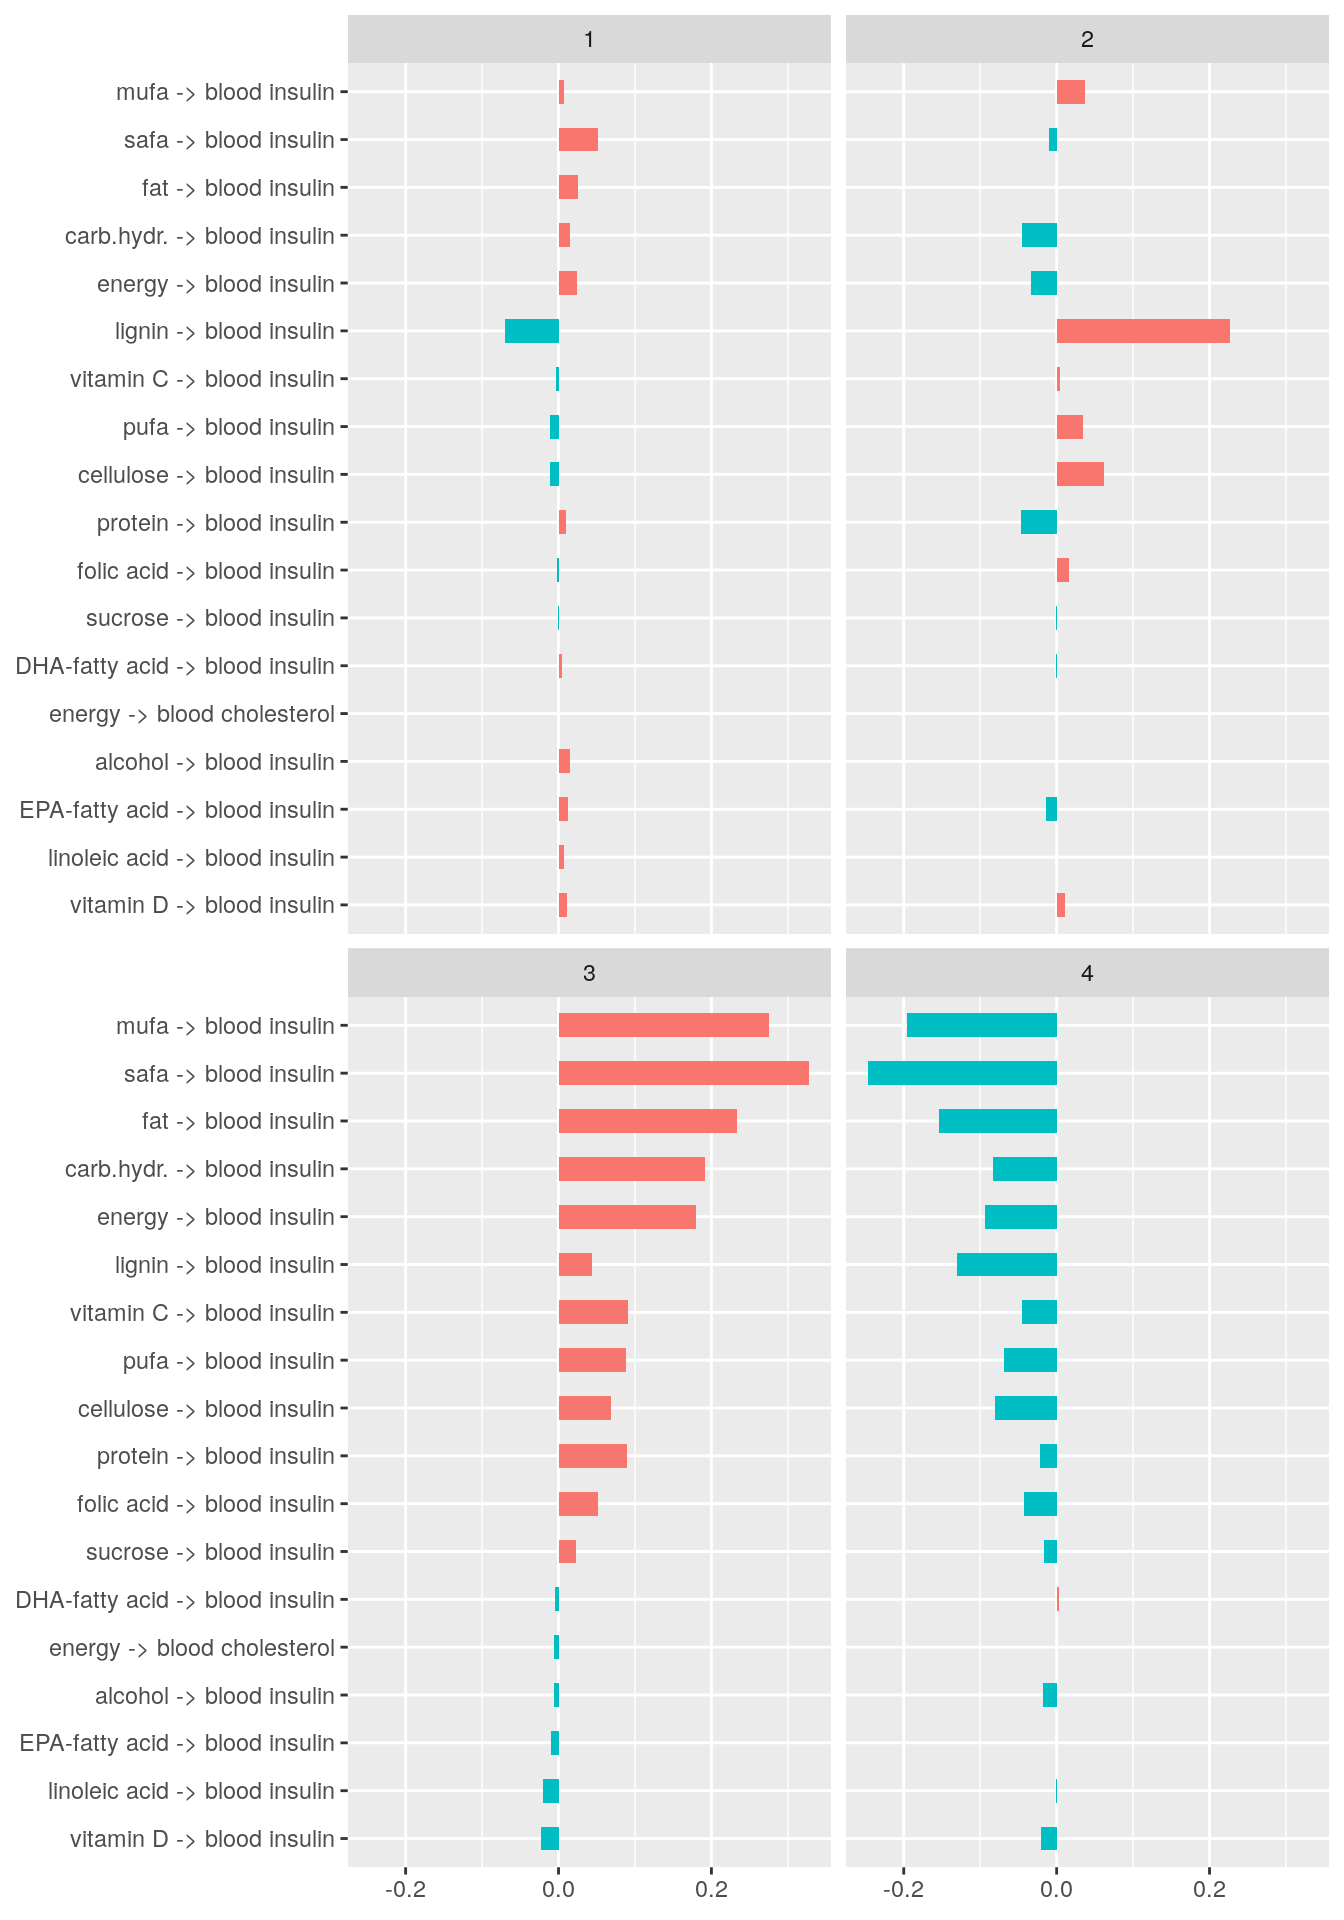 1 2
mufa -> blood insulin
safa -> blood insulin
fat -> blood insulin
carb.hydr. -> blood insulin
energy -> blood insulin
lignin -> blood insulin
vitamin C -> blood insulin
pufa -> blood insulin
cellulose -> blood insulin
protein -> blood insulin
folic acid -> blood insulin
sucrose -> blood insulin
DHA-fatty acid -> blood insulin
energy -> blood cholesterol
alcohol -> blood insulin
EPA-fatty acid -> blood insulin
linoleic acid -> blood insulin
vitamin D -> blood insulin
3 4
mufa -> blood insulin
safa -> blood insulin
fat -> blood insulin
carb.hydr. -> blood insulin
energy -> blood insulin
lignin -> blood insulin
vitamin C -> blood insulin
pufa -> blood insulin
cellulose -> blood insulin
protein -> blood insulin
folic acid -> blood insulin
sucrose -> blood insulin
DHA-fatty acid -> blood insulin
energy -> blood cholesterol
alcohol -> blood insulin
EPA-fatty acid -> blood insulin
linoleic acid -> blood insulin
vitamin D -> blood insulin
-0.2 0.0 0.2 -0.2 0.0 0.2